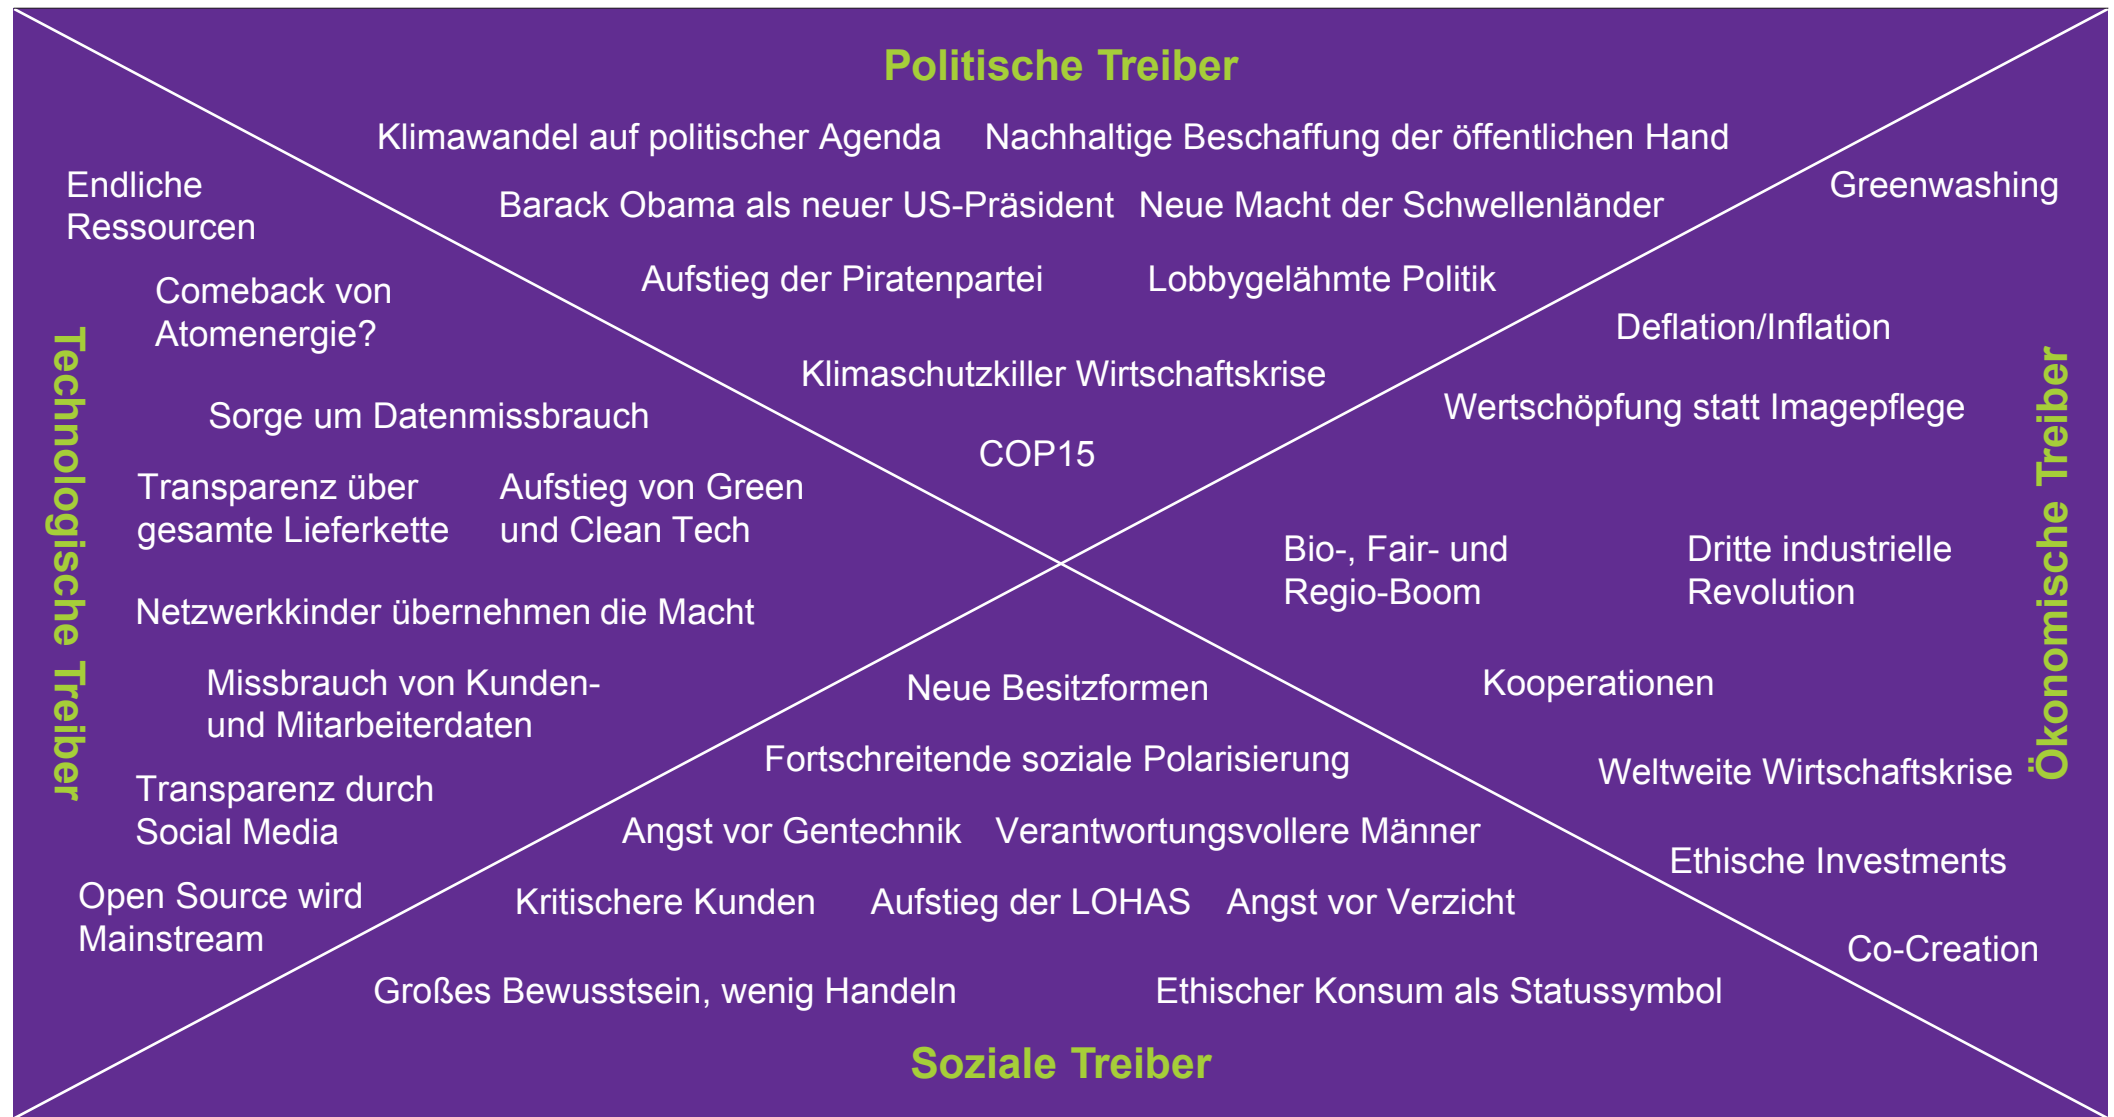 Politische Treiber
Klimawandel auf politischer Agenda
Nachhaltige Beschaffung der öffentlichen Hand
Barack Obama als neuer US-Präsident
Neue Macht der Schwellenländer
Aufstieg der Piratenpartei
Lobbygelähmte Politik
Klimaschutzkiller Wirtschaftskrise
COP15
Technologische Treiber
Endliche
Ressourcen
Comeback von
Atomenergie?
Sorge um Datenmissbrauch
Transparenz über
gesamte Lieferkette
Aufstieg von Green
und Clean Tech
Netzwerkkinder übernehmen die Macht
Missbrauch von Kunden-
und Mitarbeiterdaten
Transparenz durch
Social Media
Open Source wird
Mainstream
Ökonomische Treiber
Greenwashing
Deflation/Inflation
Wertschöpfung statt Imagepflege
Bio-, Fair- und
Regio-Boom
Dritte industrielle
Revolution
Kooperationen
Weltweite Wirtschaftskrise
Ethische Investments
Co-Creation
Neue Besitzformen
Fortschreitende soziale Polarisierung
Angst vor Gentechnik
Verantwortungsvollere Männer
Kritischere Kunden
Aufstieg der LOHAS
Angst vor Verzicht
Großes Bewusstsein, wenig Handeln
Ethischer Konsum als Statussymbol
Soziale Treiber